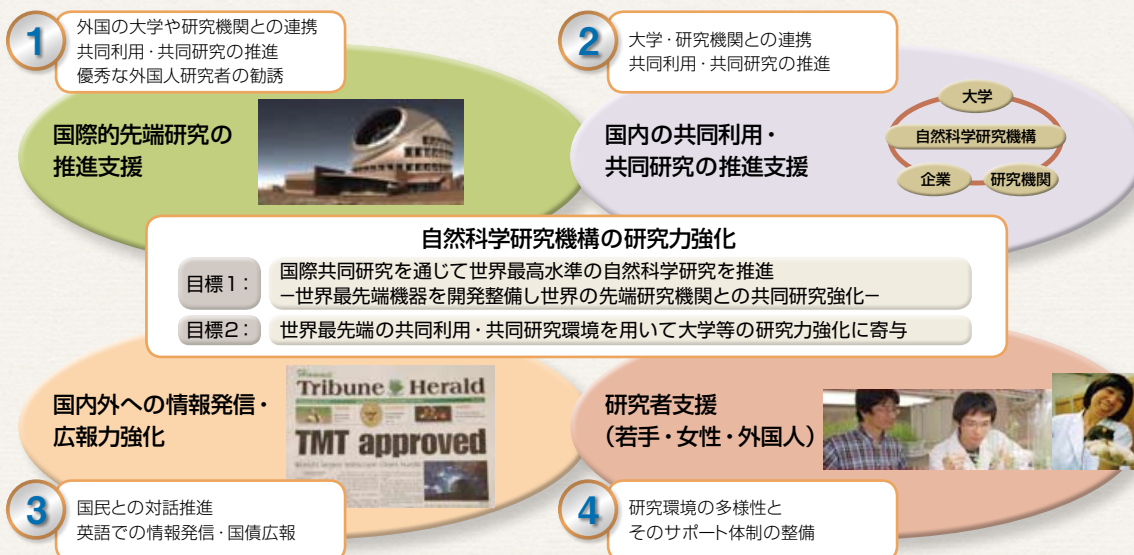 1
外国の大学や研究機関との連携
共同利用・共同研究の推進
優秀な外国人研究者の勧誘
国際的先端研究の
推進支援
2
大学・研究機関との連携
共同利用・共同研究の推進
国内の共同利用・
共同研究の推進支援
大学
自然科学研究機構
企業
研究機関
自然科学研究機構の研究力強化
目標1：
国際共同研究を通じて世界最高水準の自然科学研究を推進
−世界最先端機器を開発整備し世界の先端研究機関との共同研究強化−
目標2：
世界最先端の共同利用・共同研究環境を用いて大学等の研究力強化に寄与
国内外への情報発信・
広報力強化
Tribune Herald
TMT approved
3
国民との対話推進
英語での情報発信・国債広報
研究者支援
（若手・女性・外国人）
4
研究環境の多様性と
そのサポート体制の整備